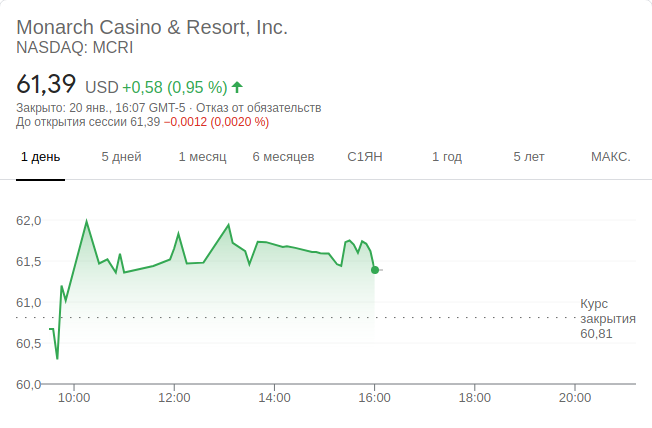 Monarch Casino & Resort, Inc.
NASDAQ: MCRI
61,39 USD +0,58 (0,95 %)
Закрыто: 20 янв., 16:07 GMT-5 · Отказ от обязательств
До открытия сессии 61,39 −0,0012 (0,0020 %)
1 день 5 дней 1 месяц 6 месяцев С1ЯН 1 год 5 лет МАКС.
62,0
61,5
61,0
Курс
закрытия
60,81
60,5
60,0
10:00 12:00 14:00 16:00 18:00 20:00